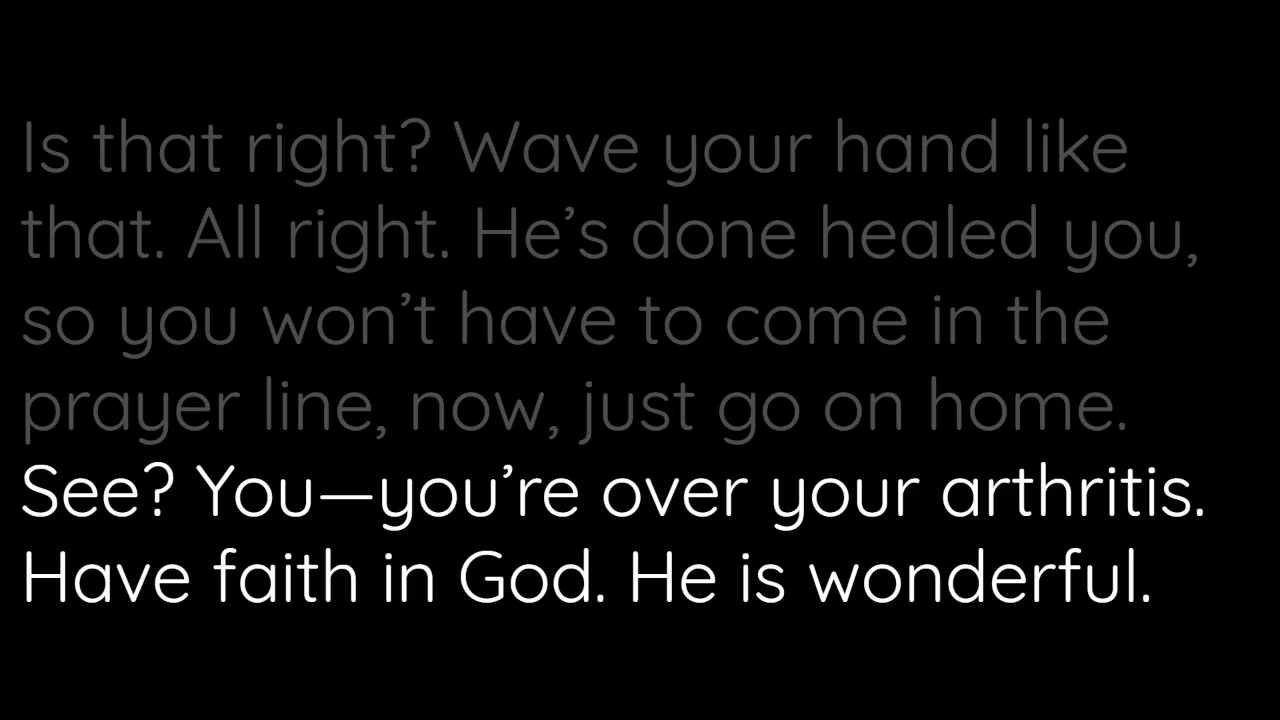 Is that right? Wave your hand like
that. All right. He’s done healed you,
so you won’t have to come in the
prayer line, now, just go on home.
See? You—you’re over your arthritis.
Have faith in God. He is wonderful.